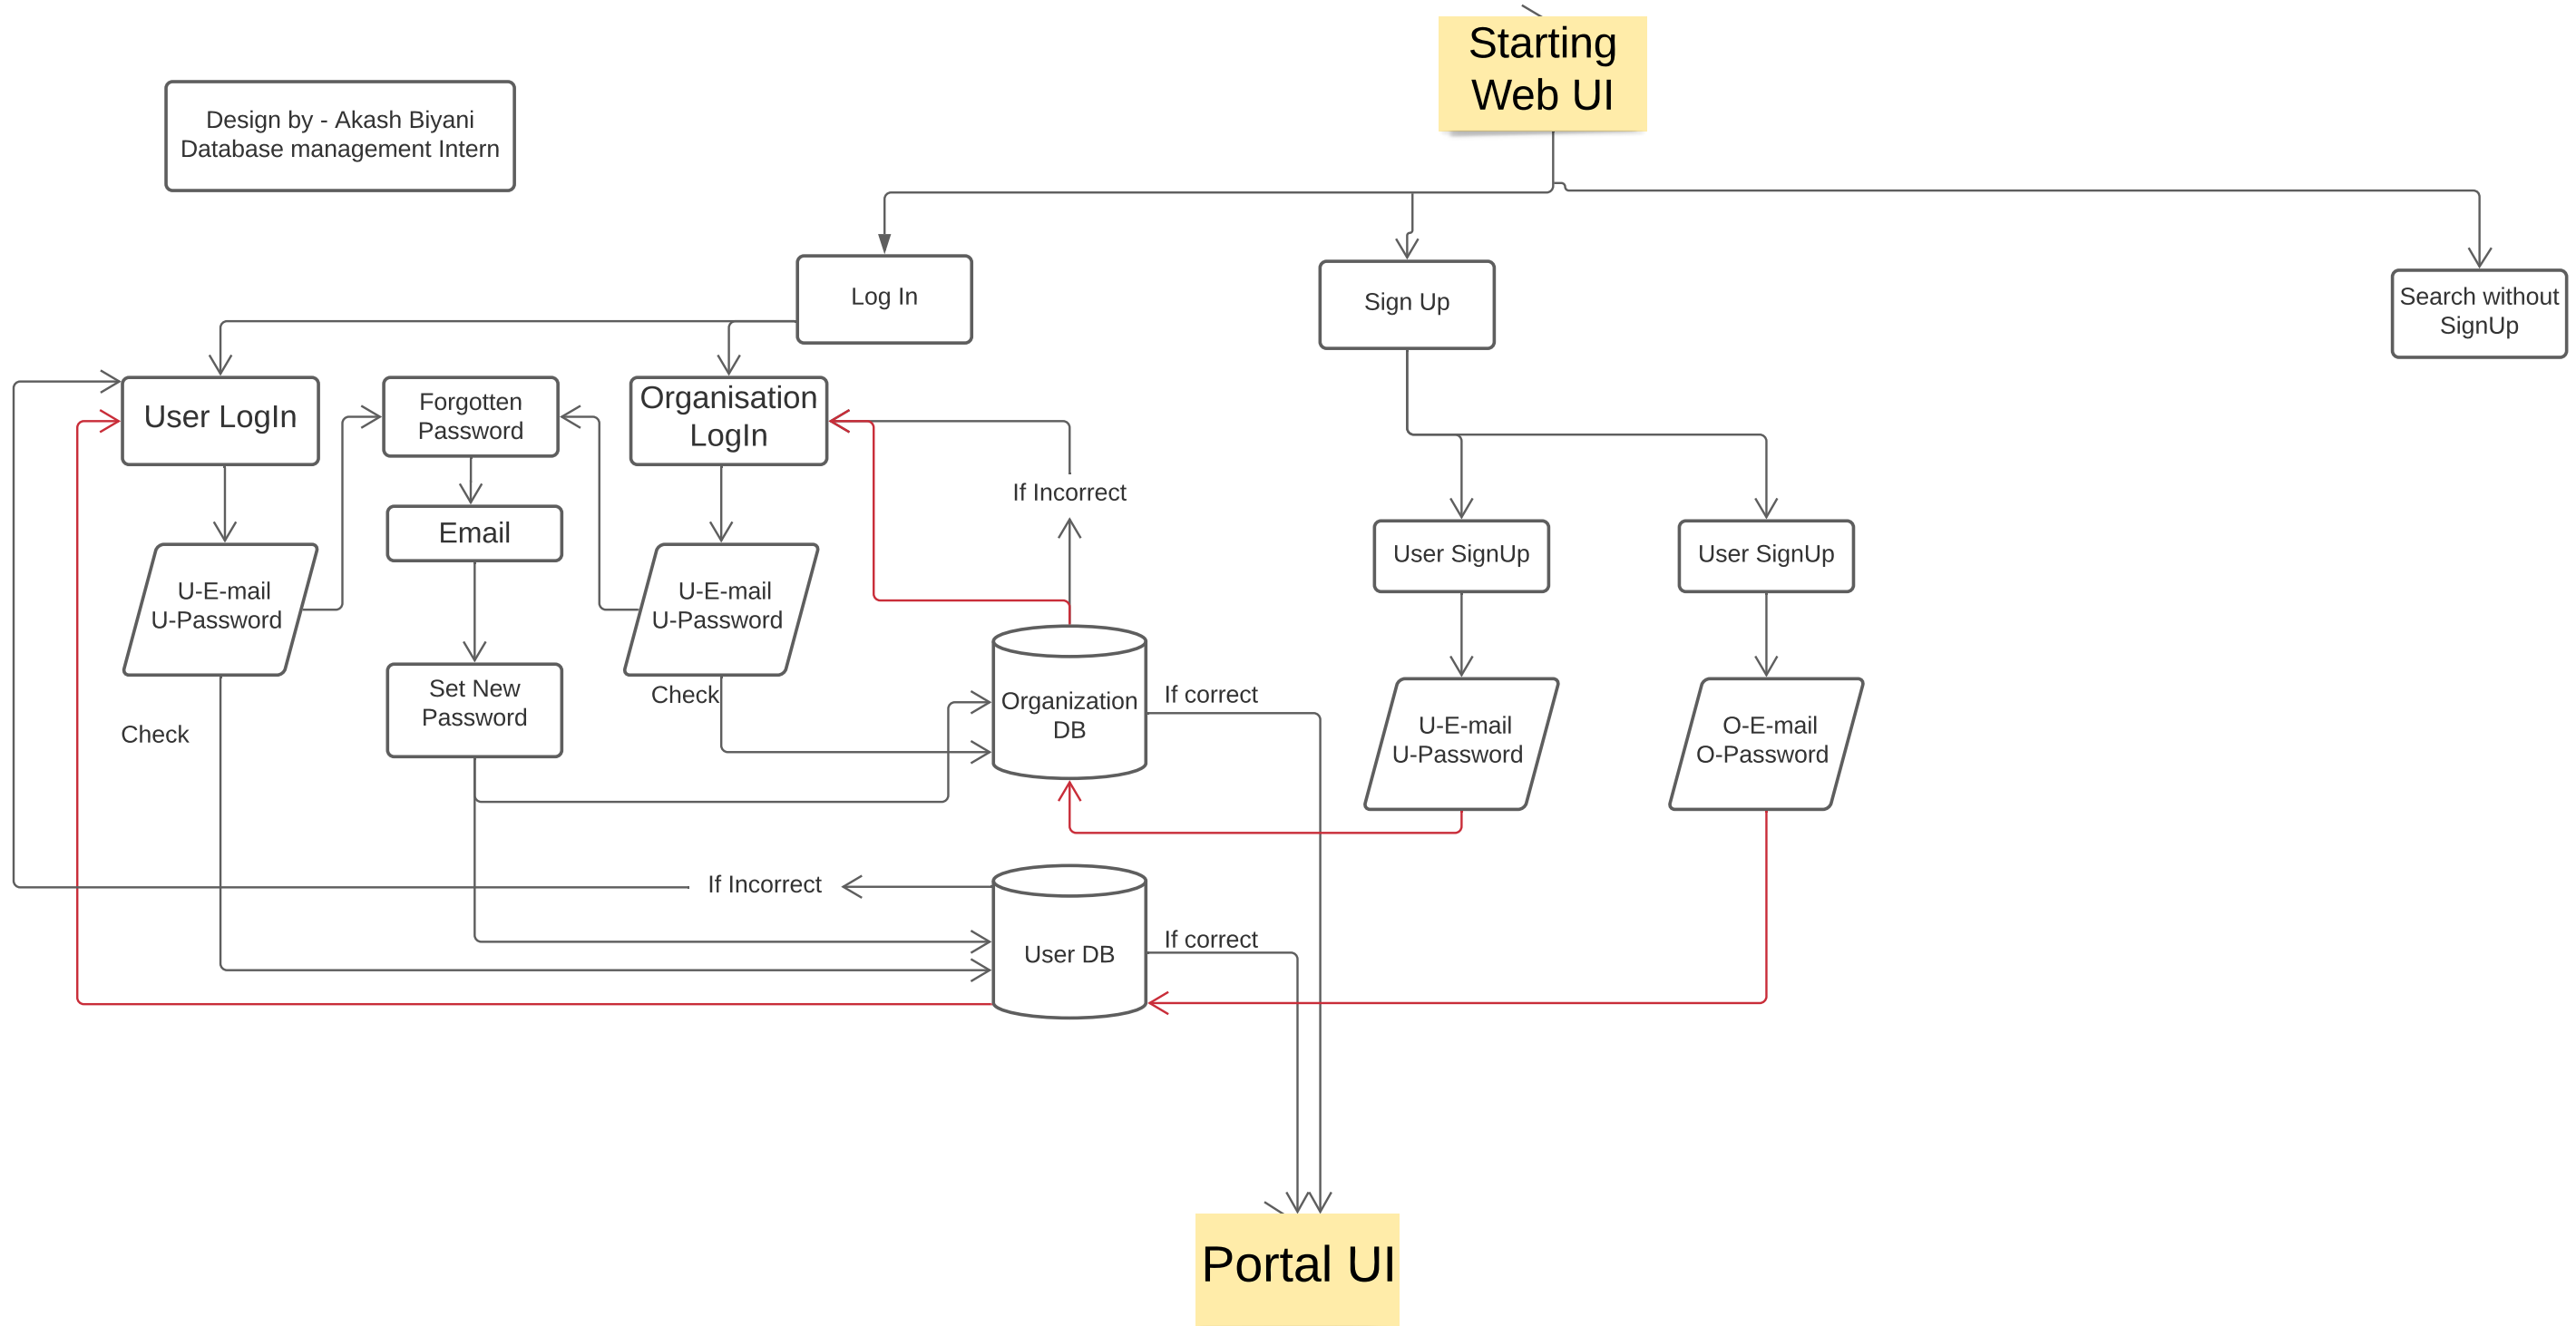 Starting
Web UI
Design by - Akash Biyani
Database management Intern
Log In
Sign Up
Search without
SignUp
User LogIn
Forgotten
Password
Organisation
LogIn
If Incorrect
Email
User SignUp
User SignUp
U-E-mail
U-Password
U-E-mail
U-Password
Set New
Password
Check
Organization
DB
If correct
U-E-mail
U-Password
O-E-mail
O-Password
Check
If Incorrect
User DB
If correct
Portal UI